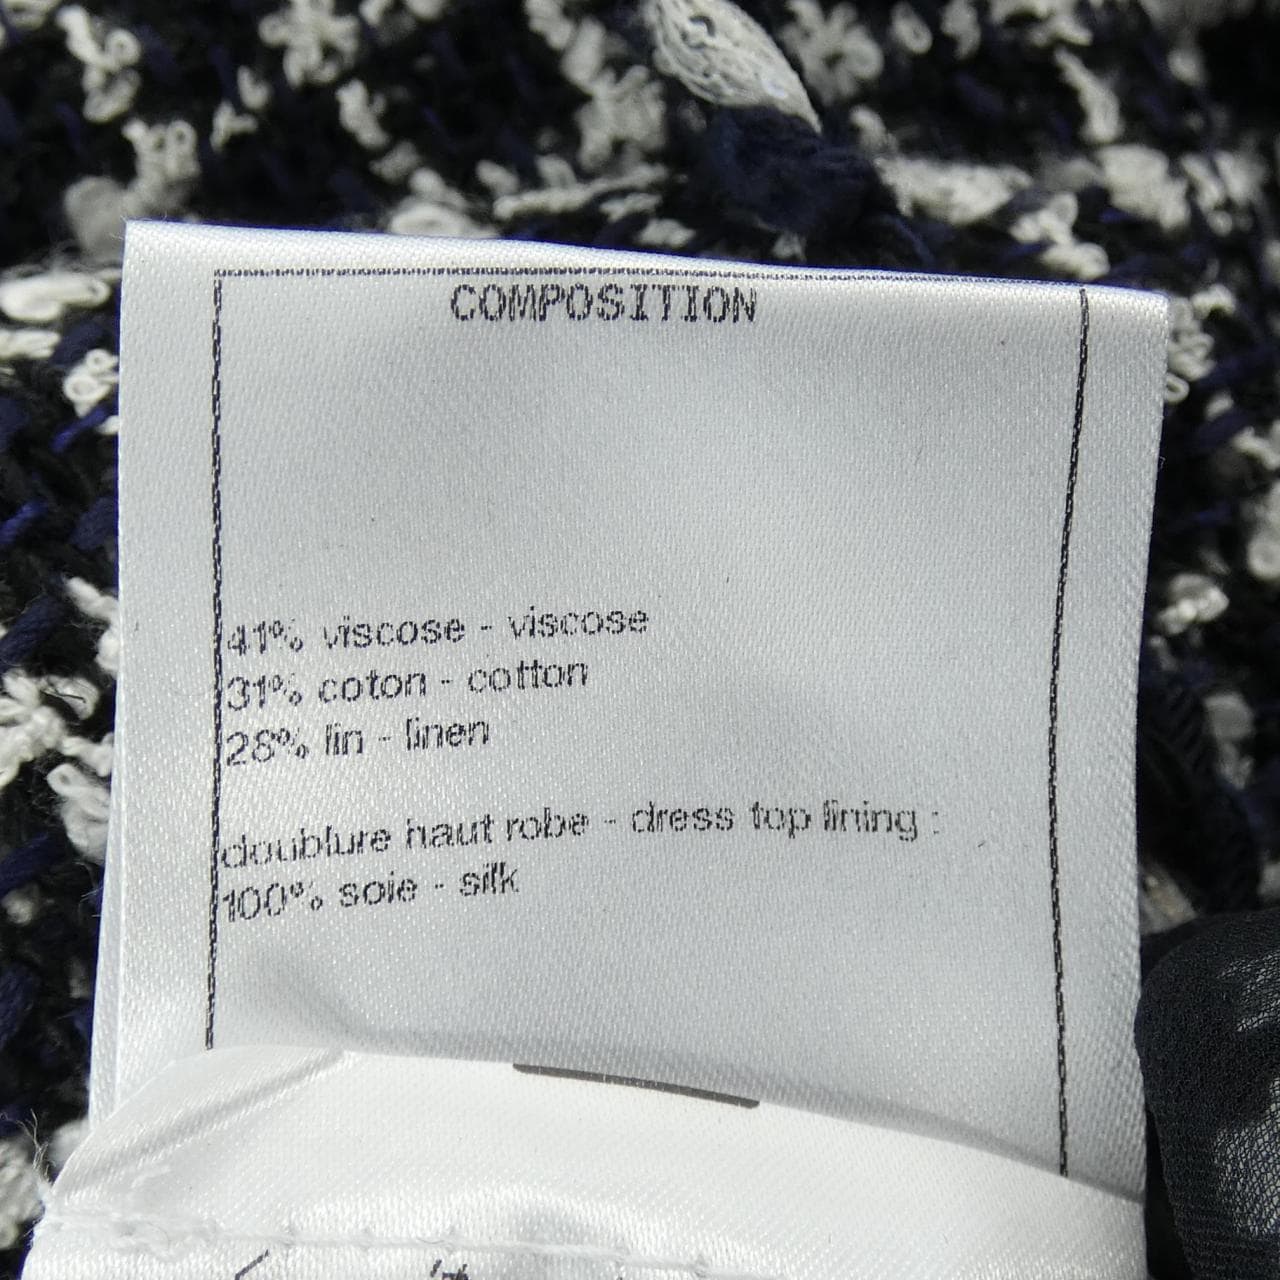 COMPOSITION
41% viscose - viscose
31% coton - cotton
28% lin - linen
doublure haut robe - dress top lining :
100% soie - silk